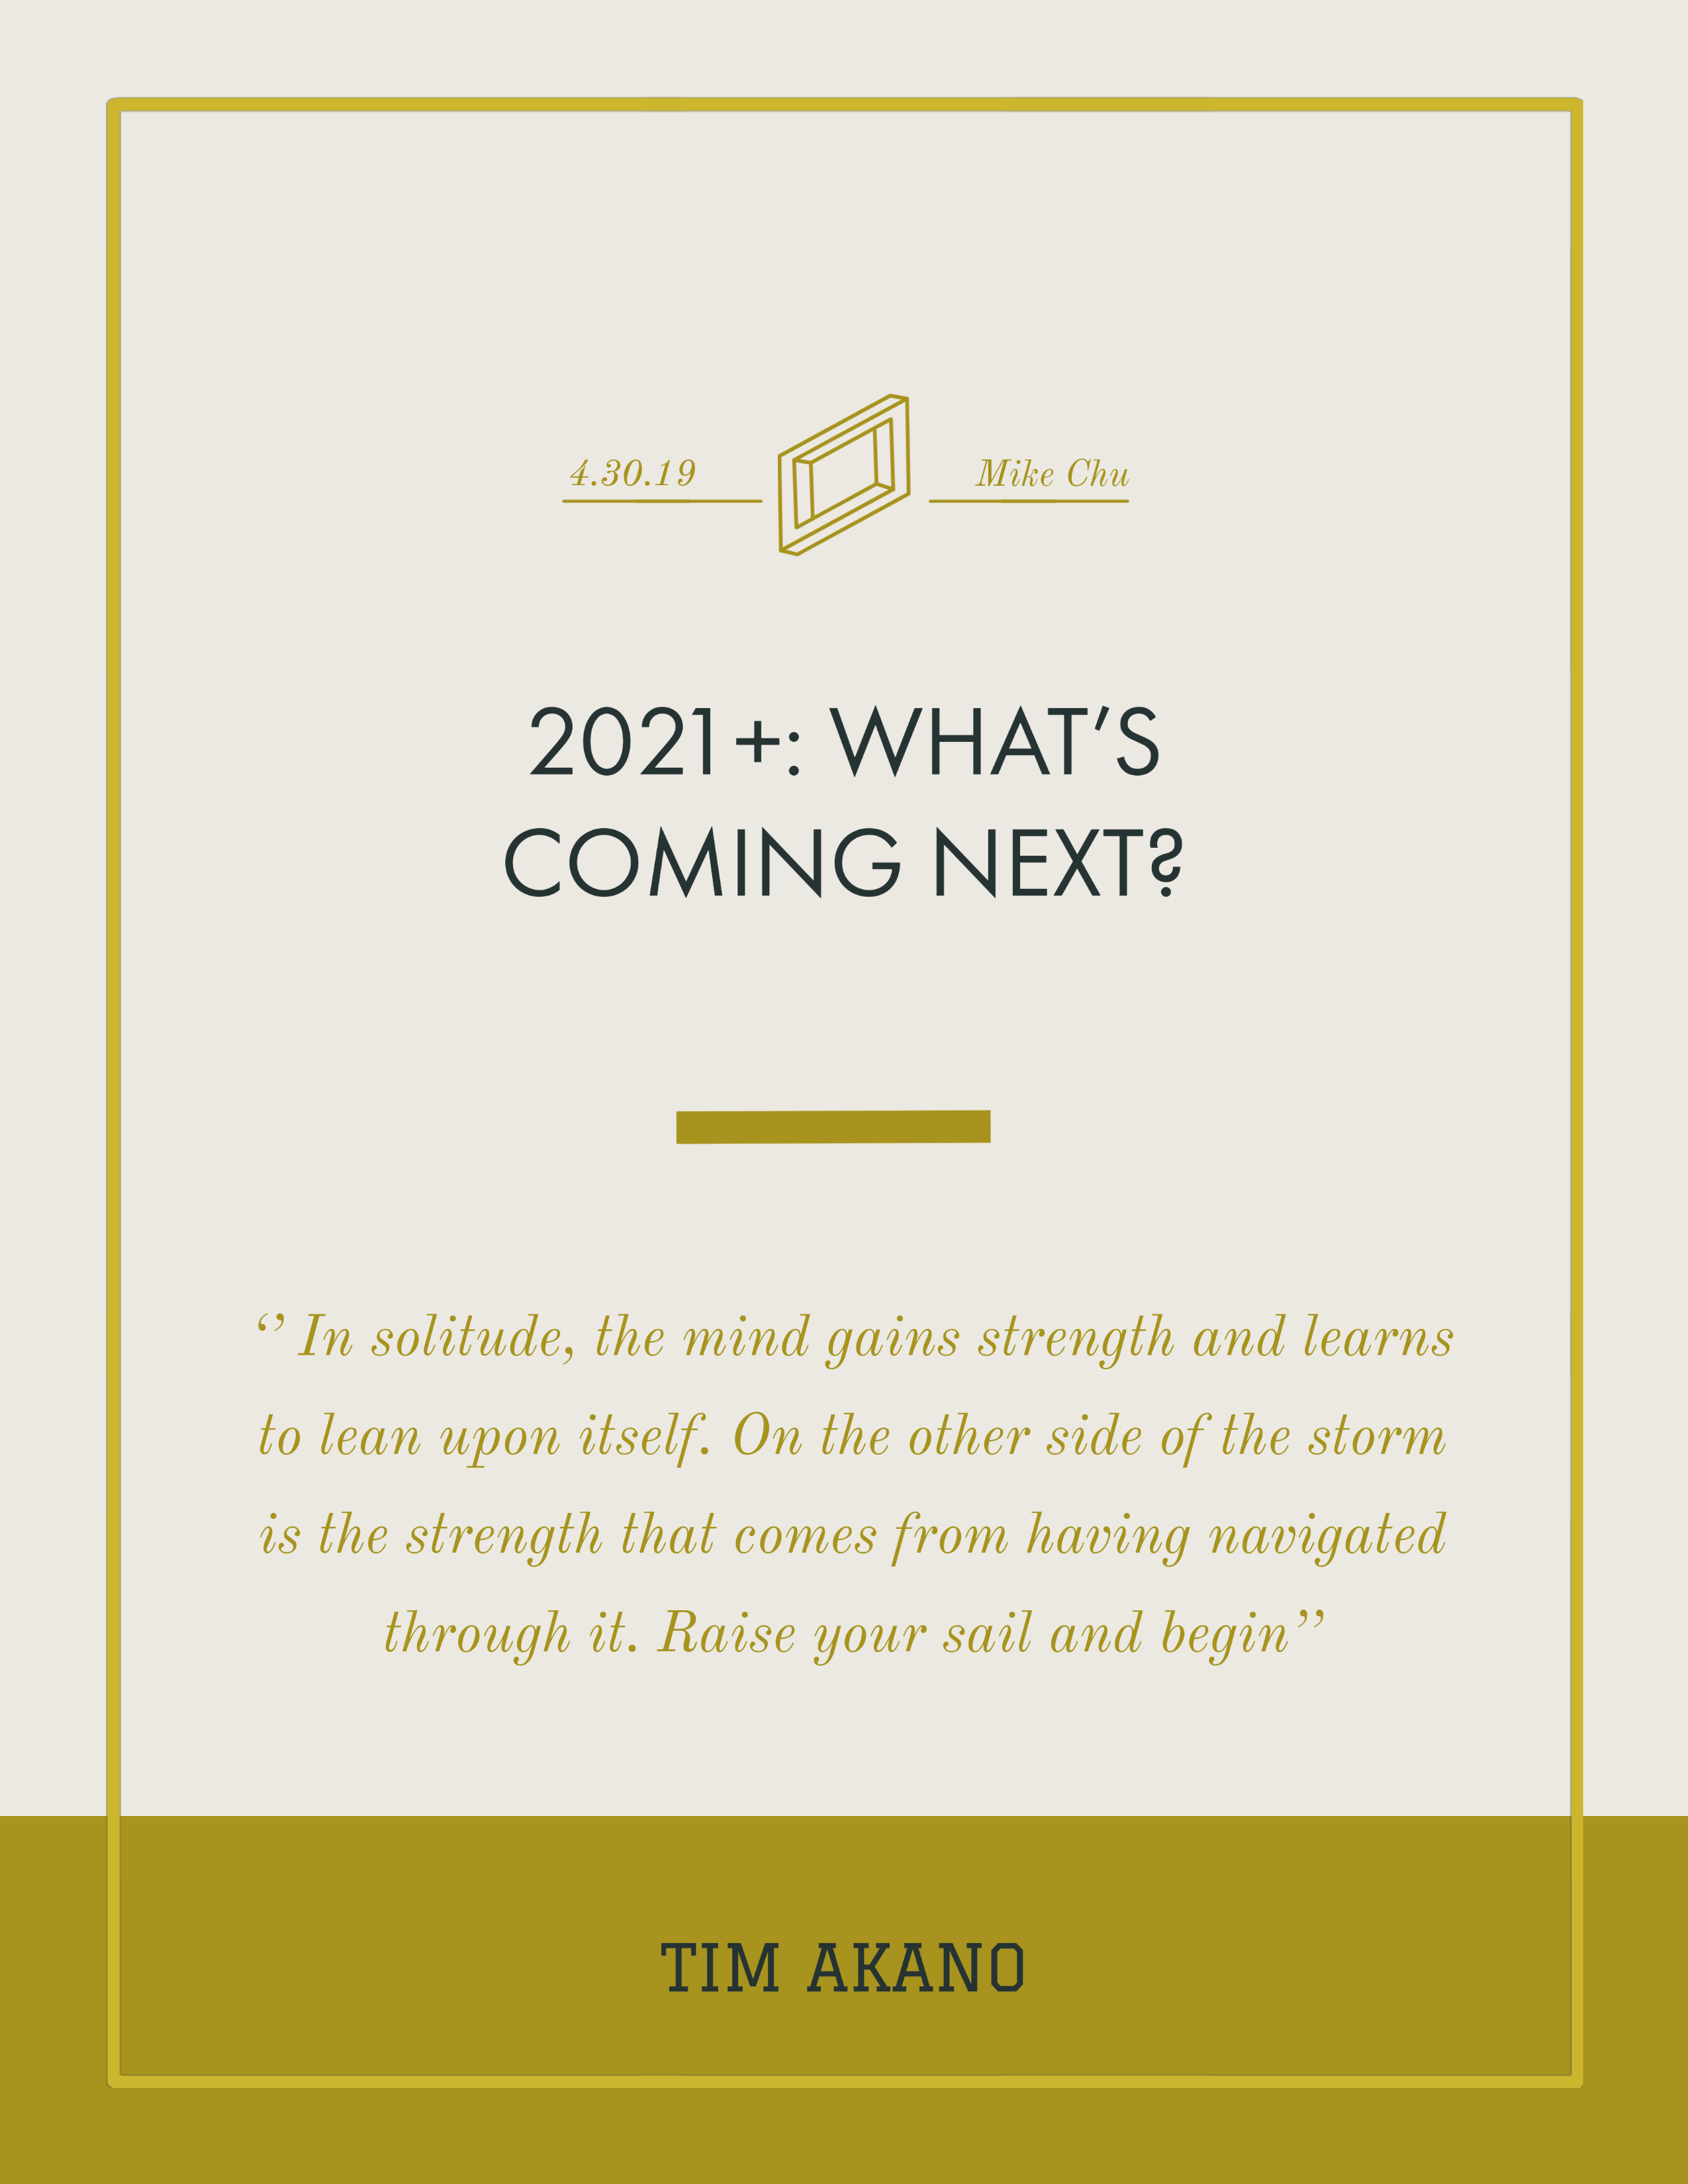 4.30.19
Mike Chu
2021+: WHAT’S
COMING NEXT?
‘’ In solitude, the mind gains strength and learns
to lean upon itself. On the other side of the storm
is the strength that comes from having navigated
through it. Raise your sail and begin’’
TIM AKANO